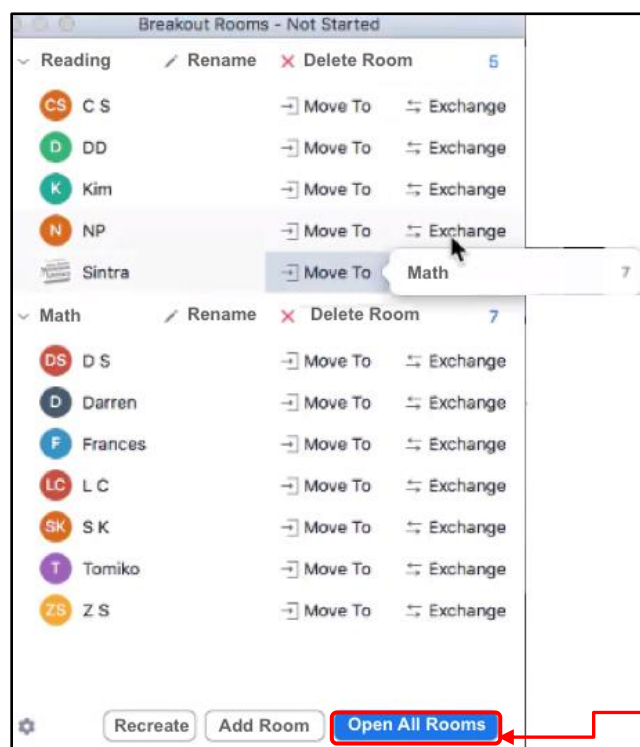 Breakout Rooms - Not Started
Reading Rename Delete Room 5
CS C S Move To Exchange
D DD Move To Exchange
K Kim Move To Exchange
N NP Move To Exchange
Sintra Move To Math 7
Math Rename Delete Room 7
DS D S Move To Exchange
D Darren Move To Exchange
F Frances Move To Exchange
LC L C Move To Exchange
SK S K Move To Exchange
T Tomiko Move To Exchange
ZS Z S Move To Exchange
Recreate Add Room Open All Rooms